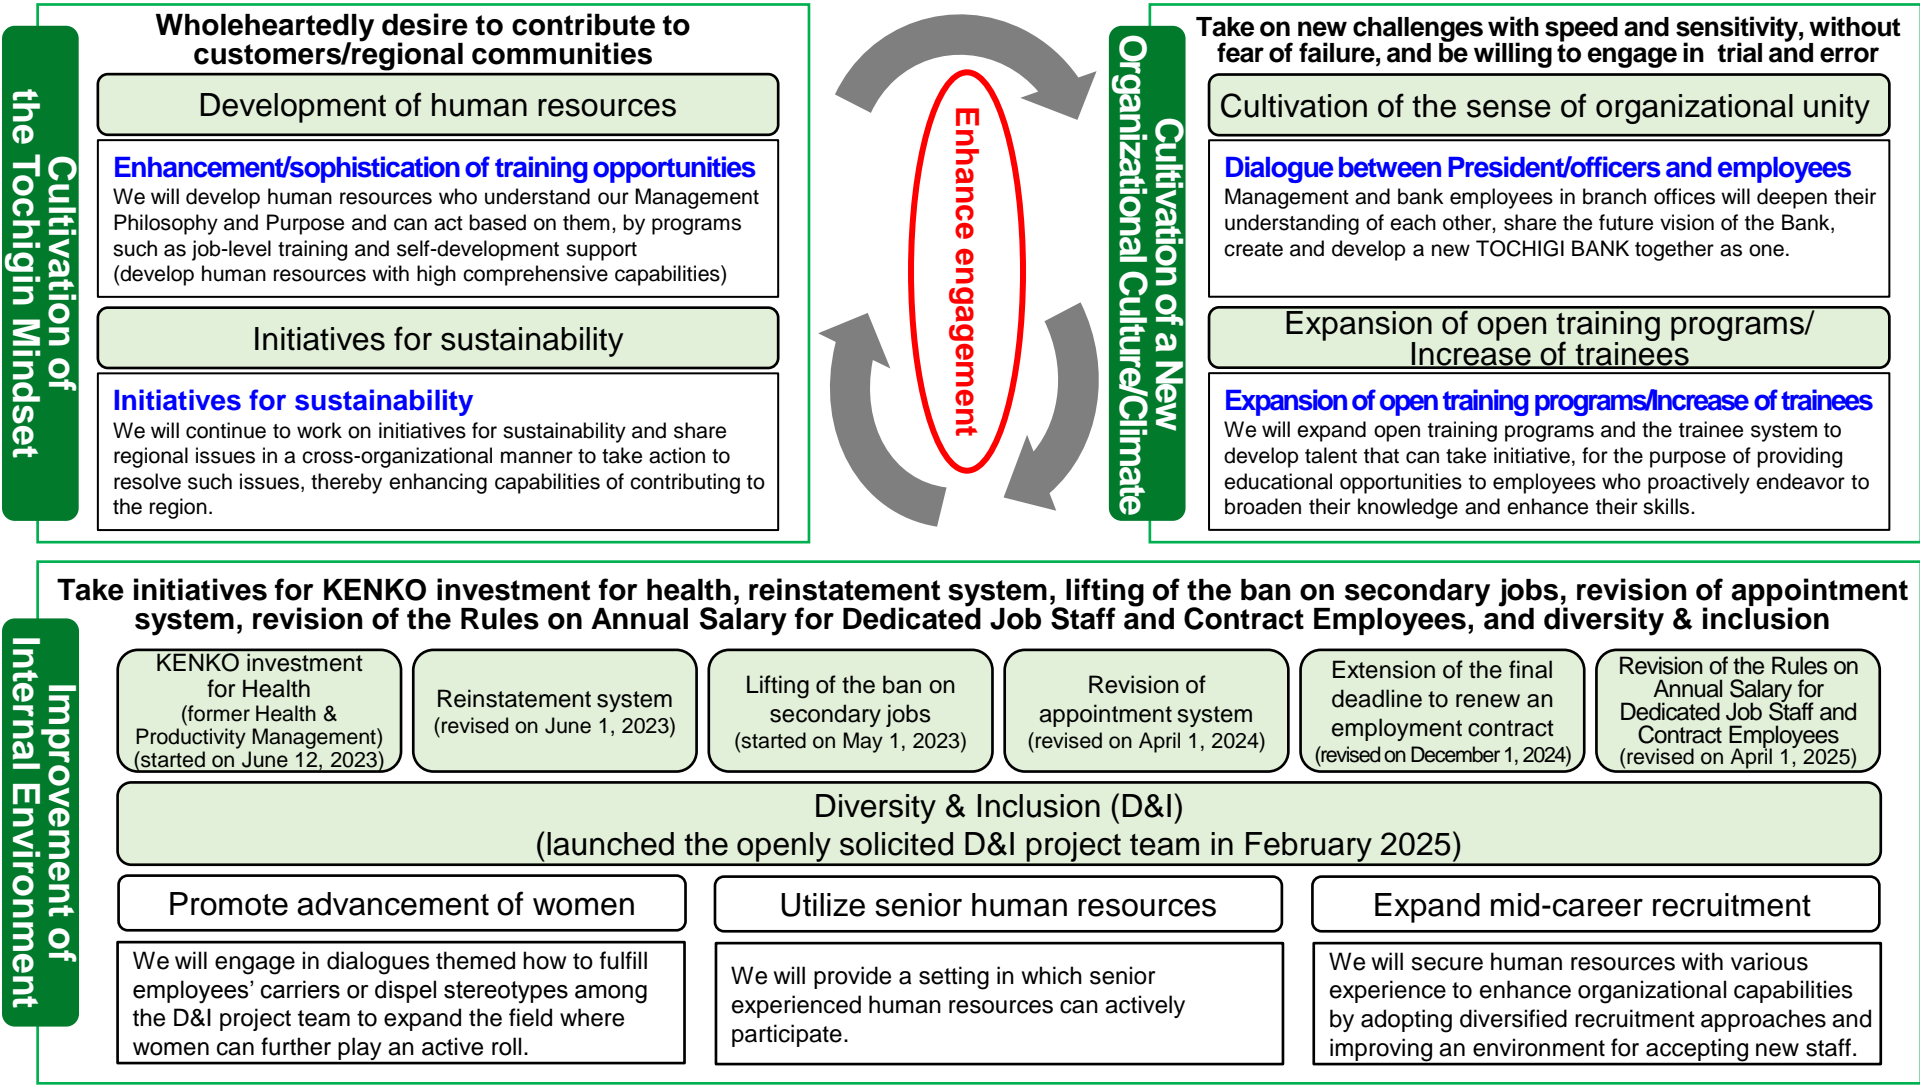 Cultivation of
the Tochigin Mindset
Wholeheartedly desire to contribute to
customers/regional communities
Development of human resources
Enhancement/sophistication of training opportunities
We will develop human resources who understand our Management
Philosophy and Purpose and can act based on them, by programs
such as job-level training and self-development support
(develop human resources with high comprehensive capabilities)
Initiatives for sustainability
Initiatives for sustainability
We will continue to work on initiatives for sustainability and share
regional issues in a cross-organizational manner to take action to
resolve such issues, thereby enhancing capabilities of contributing to
the region.
Enhance engagement
Cultivation of a New
Organizational Culture/Climate
Take on new challenges with speed and sensitivity, without
fear of failure, and be willing to engage in trial and error
Cultivation of the sense of organizational unity
Dialogue between President/officers and employees
Management and bank employees in branch offices will deepen their
understanding of each other, share the future vision of the Bank,
create and develop a new TOCHIGI BANK together as one.
Expansion of open training programs/
Increase of trainees
Expansion of open training programs/Increase of trainees
We will expand open training programs and the trainee system to
develop talent that can take initiative, for the purpose of providing
educational opportunities to employees who proactively endeavor to
broaden their knowledge and enhance their skills.
Improvement of
Internal Environment
Take initiatives for KENKO investment for health, reinstatement system, lifting of the ban on secondary jobs, revision of appointment
system, revision of the Rules on Annual Salary for Dedicated Job Staff and Contract Employees, and diversity & inclusion
KENKO investment
for Health
(former Health &
Productivity Management)
(started on June 12, 2023)
Reinstatement system
(revised on June 1, 2023)
Lifting of the ban on
secondary jobs
(started on May 1, 2023)
Revision of
appointment system
(revised on April 1, 2024)
Extension of the final
deadline to renew an
employment contract
(revised on December 1, 2024)
Revision of the Rules on
Annual Salary for
Dedicated Job Staff and
Contract Employees
(revised on April 1, 2025)
Diversity & Inclusion (D&I)
(launched the openly solicited D&I project team in February 2025)
Promote advancement of women
We will engage in dialogues themed how to fulfill
employees' carriers or dispel stereotypes among
the D&I project team to expand the field where
women can further play an active roll.
Utilize senior human resources
We will provide a setting in which senior
experienced human resources can actively
participate.
Expand mid-career recruitment
We will secure human resources with various
experience to enhance organizational capabilities
by adopting diversified recruitment approaches and
improving an environment for accepting new staff.